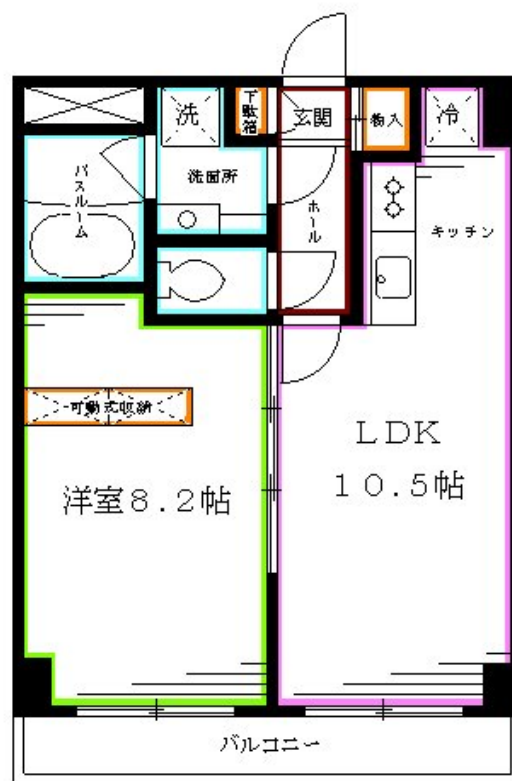 洗
下駄箱
玄関
物入
冷
洗面所
バスルーム
ホール
キッチン
可動式収納
LDK
10.5帖
洋室8.2帖
バルコニー